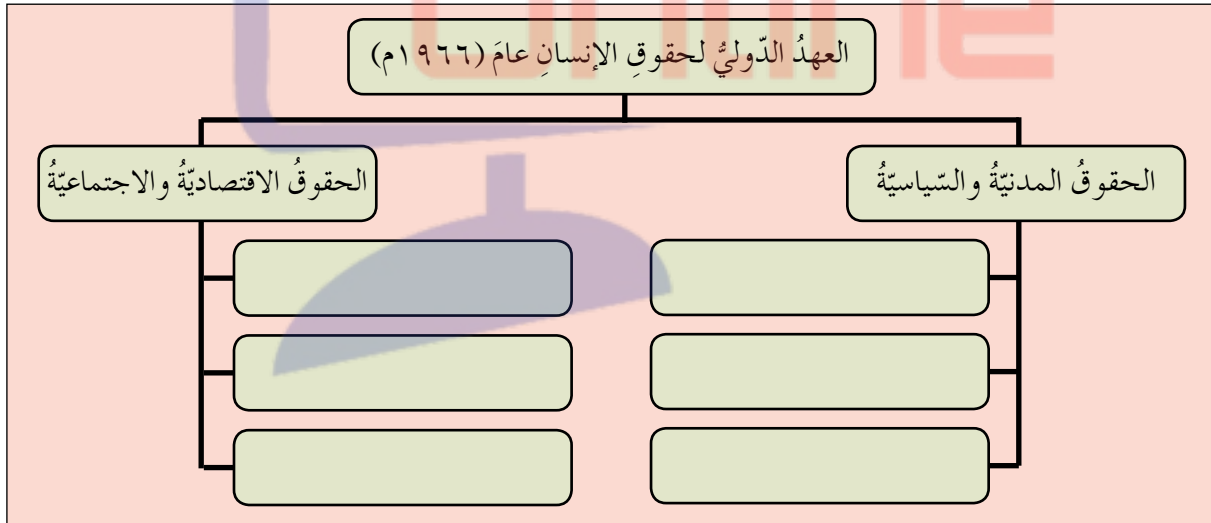 العهدُ الدّوليُّ لحقوقِ الإنسانِ عامَ (١٩٦٦م)
الحقوقُ المدنيّةُ والسّياسيّةُ
الحقوقُ الاقتصاديّةُ والاجتماعيّةُ